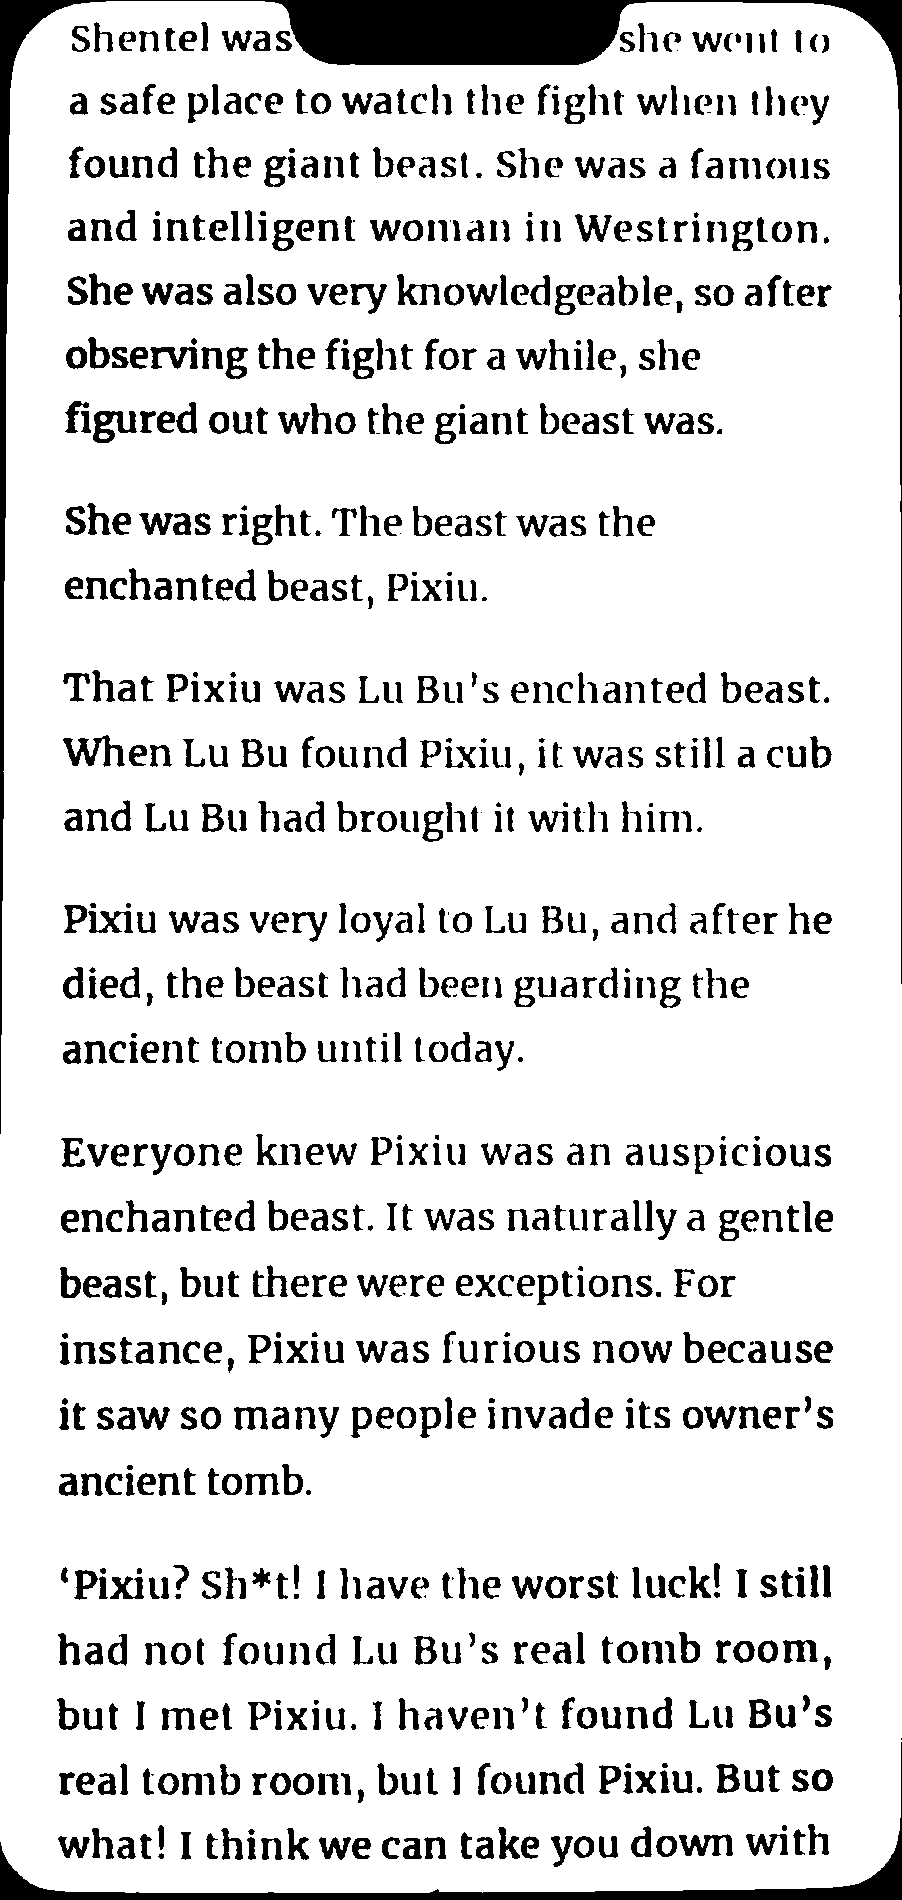 Shentel was she went to
a safe place to watch the fight when they
found the giant beast. She was a famous
and intelligent woman in Westrington.
She was also very knowledgeable, so after
observing the fight for a while, she
figured out who the giant beast was.
She was right. The beast was the
enchanted beast, Pixiu.
That Pixiu was Lu Bu's enchanted beast.
When Lu Bu found Pixiu, it was still a cub
and Lu Bu had brought it with him.
Pixiu was very loyal to Lu Bu, and after he
died, the beast had been guarding the
ancient tomb until today.
Everyone knew Pixiu was an auspicious
enchanted beast. It was naturally a gentle
beast, but there were exceptions. For
instance, Pixiu was furious now because
it saw so many people invade its owner's
ancient tomb.
‘Pixiu? Sh*t! I have the worst luck! I still
had not found Lu Bu's real tomb room,
but I met Pixiu. I haven't found Lu Bu's
real tomb room, but I found Pixiu. But so
what! I think we can take you down with